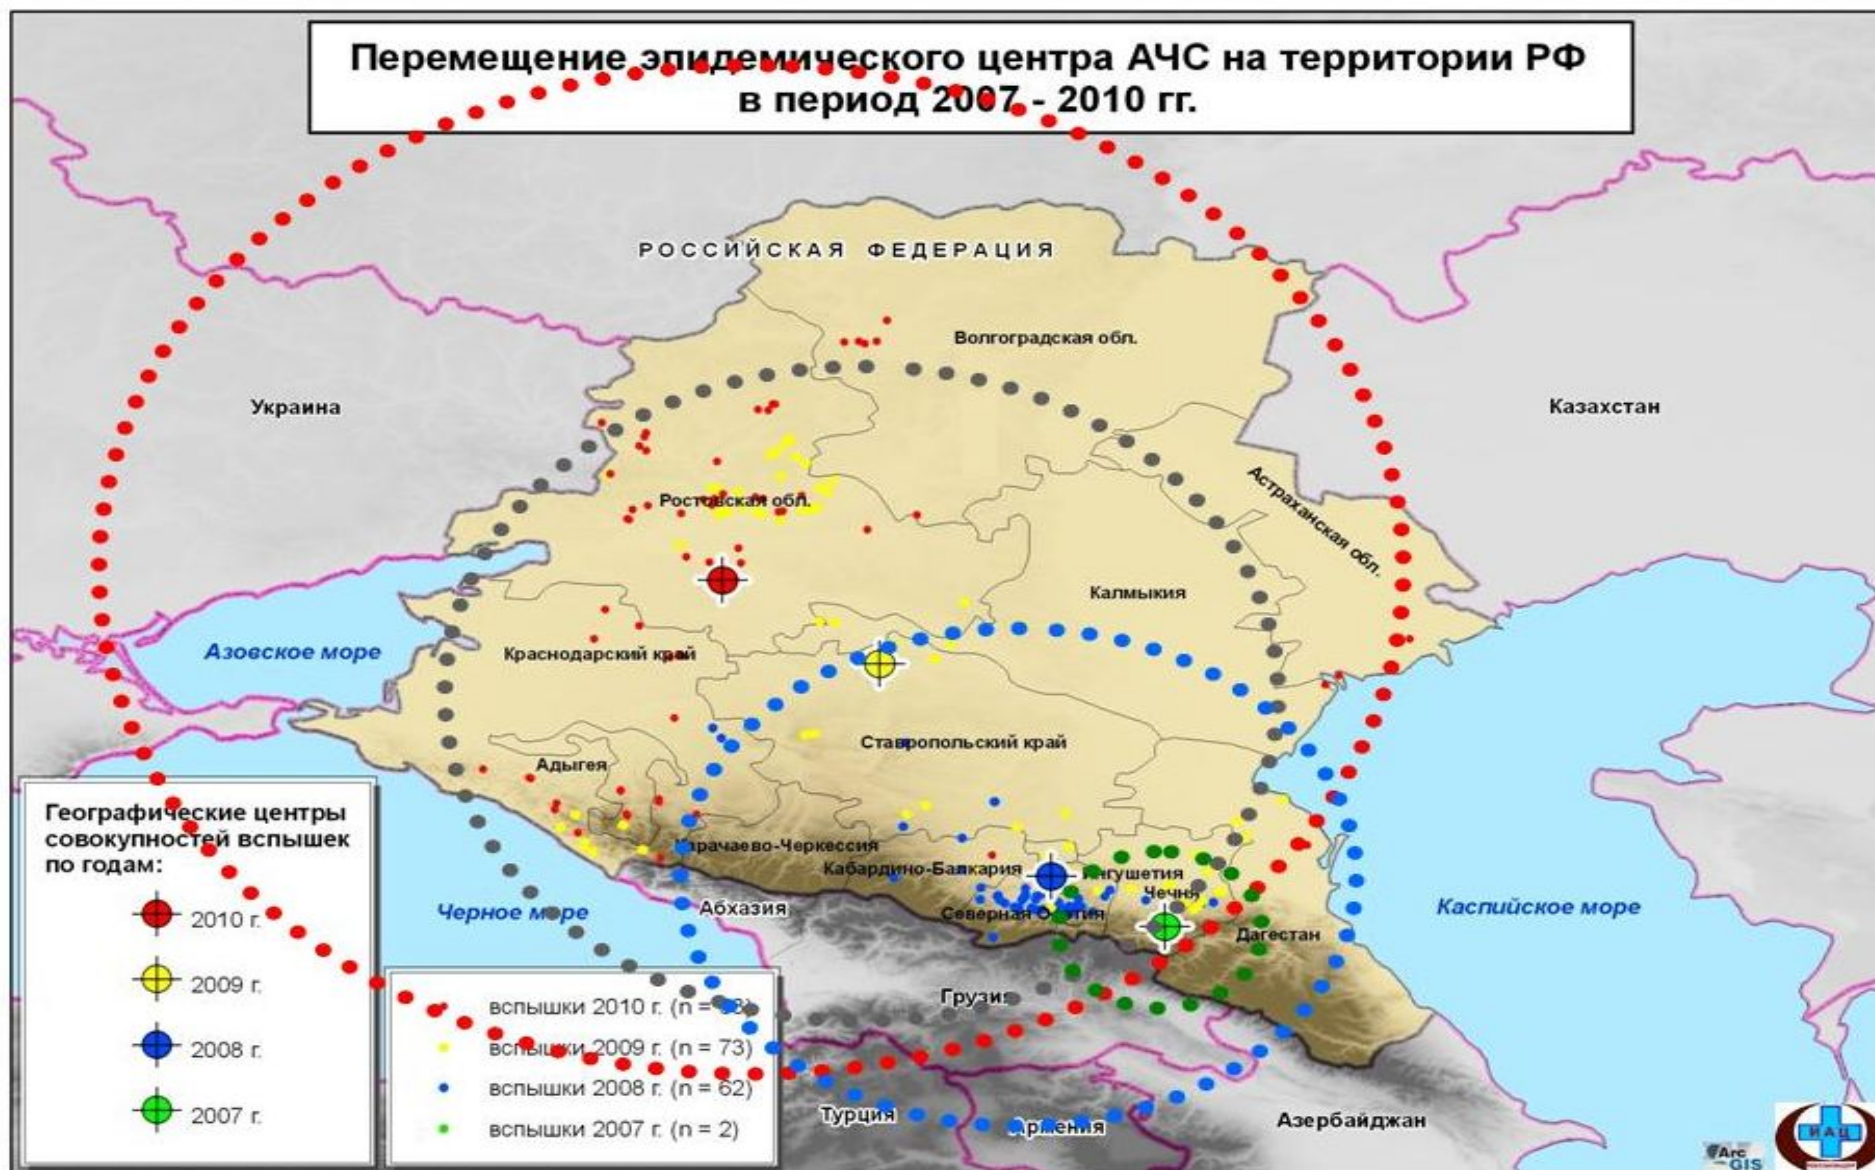 Перемещение эпидемического центра АЧС на территории РФ
в период 2007 - 2010 гг.
РОССИЙСКАЯ ФЕДЕРАЦИЯ
Волгоградская обл.
Украина
Казахстан
Ростовская обл.
Астраханская обл.
Калмыкия
Азовское море
Краснодарский край
Ставропольский край
Адыгея
Карачаево-Черкессия
Кабардино-Балкария
Ингушетия
Чечня
Северная Осетия
Дагестан
Абхазия
Черное море
Каспийское море
Грузия
Турция
Армения
Азербайджан
Географические центры
совокупностей вспышек
по годам:
2010 г.
2009 г.
2008 г.
2007 г.
вспышки 2010 г. (n =
вспышки 2009 г. (n = 73)
вспышки 2008 г. (n = 62)
вспышки 2007 г. (n = 2)
Arc
GIS
ИАЦ